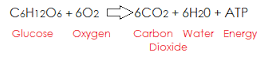 C6H12O6 + 6O2 ⇨6CO2 + 6H20 + ATP
Glucose Oxygen Carbon Water Energy
Dioxide